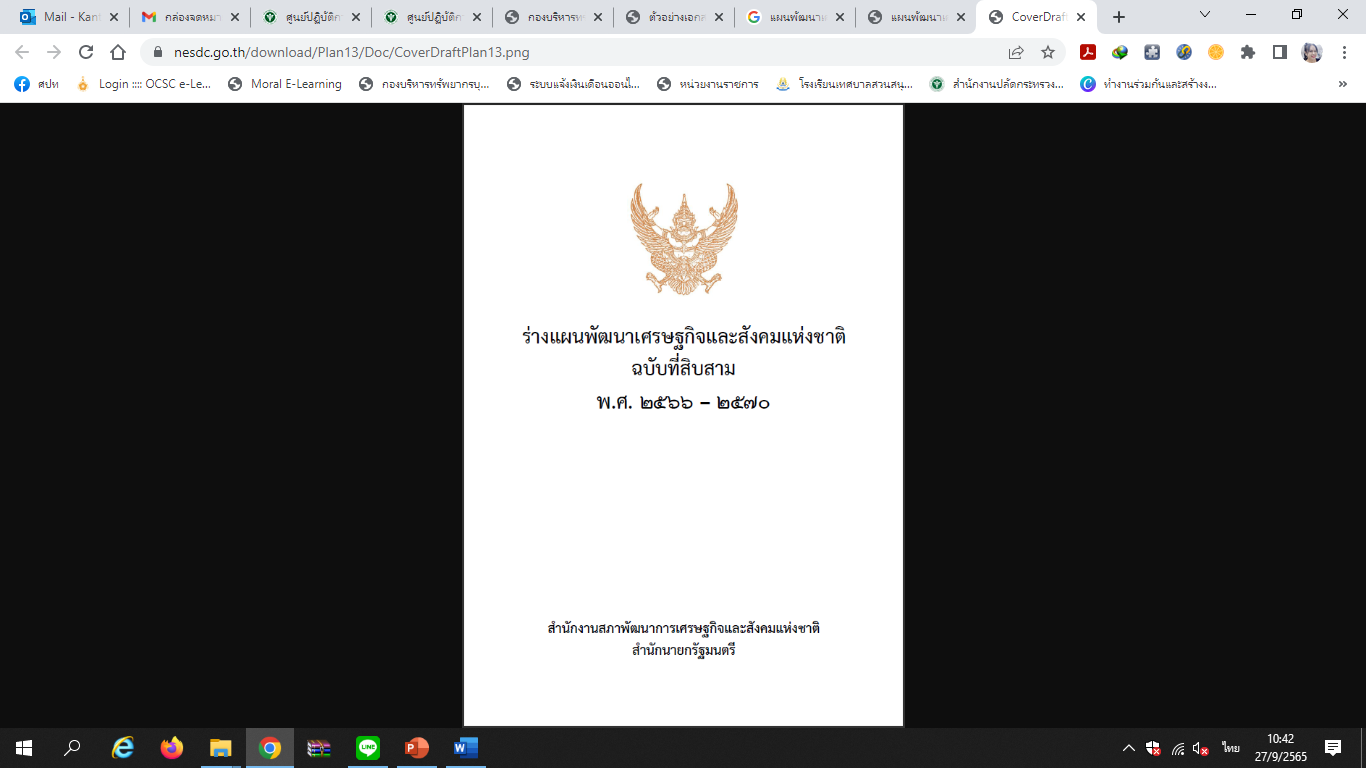 Mail - Kan
กล่องจดหมา
ศูนย์ปฏิบัติก
ศูนย์ปฏิบัติก
กองบริหารทร
ตัวอย่างเอกส
แผนพัฒนาเศ
แผนพัฒนาเศ
CoverDraf
nesdc.go.th/download/Plan13/Doc/CoverDraftPlan13.png
สปท
Login :::: OCSC e-Le...
Moral E-Learning
กองบริหารทรัพยากรบุ...
ระบบแจ้งเงินเดือนออนไ...
หน่วยงานราชการ
โรงเรียนเทศบาลสวนสนุ...
สำนักงานปลัดกระทรวง...
ทำงานร่วมกันและสร้างง...
ร่างแผนพัฒนาเศรษฐกิจและสังคมแห่งชาติ
ฉบับที่สิบสาม
พ.ศ. ๒๕๖๖ – ๒๕๗๐
สำนักงานสภาพัฒนาการเศรษฐกิจและสังคมแห่งชาติ
สำนักนายกรัฐมนตรี
ไทย
10:42
27/9/2565